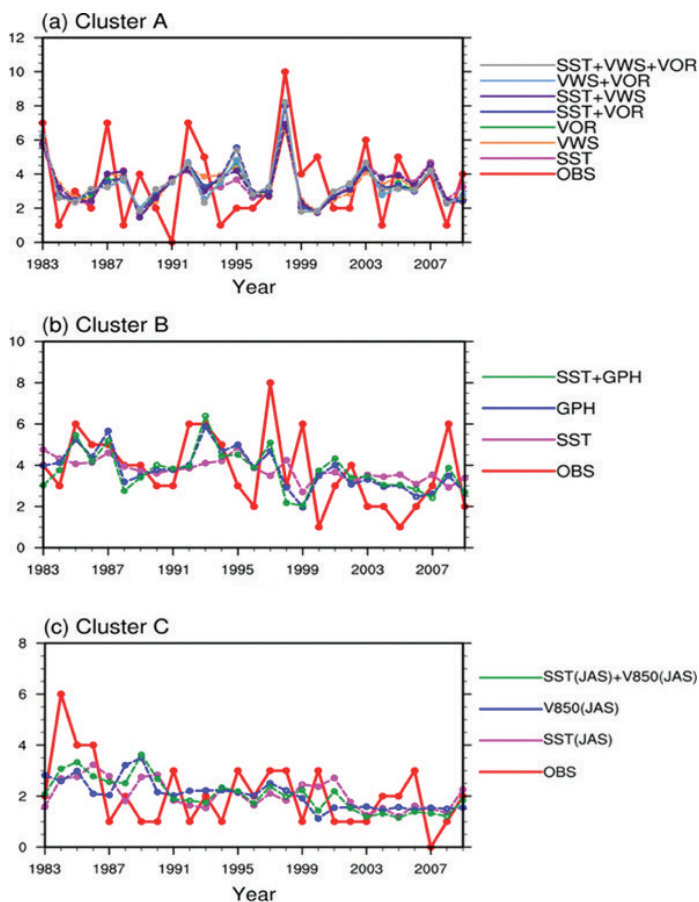 (a) Cluster A
12
10
8
6
4
2
0
1983 1987 1991 1995 1999 2003 2007
Year
SST+VWS+VOR
VWS+VOR
SST+VWS
SST+VOR
VOR
VWS
SST
OBS
(b) Cluster B
10
8
6
4
2
0
1983 1987 1991 1995 1999 2003 2007
SST+GPH
GPH
SST
OBS
(c) Cluster C
8
6
4
2
0
1983 1987 1991 1995 1999 2003 2007
Year
SST(JAS)+V850(JAS)
V850(JAS)
SST(JAS)
OBS